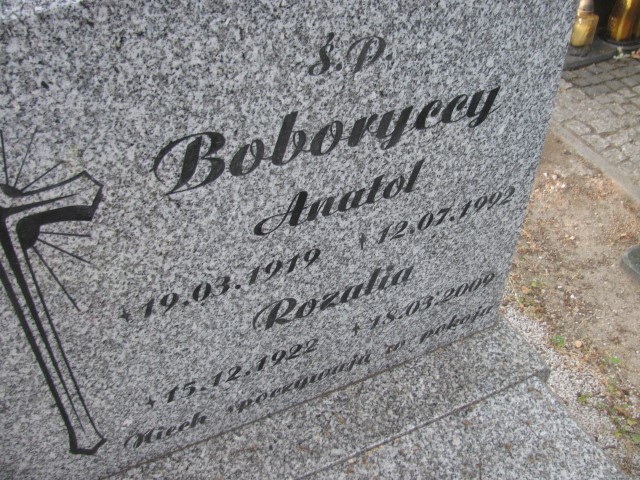 Ś.P.
Boboryccy
Anatol
* 19.03.1919 † 12.07.1992
Rozalia
* 15.12.1922 † 18.03.2009
Niech spoczywają w pokoju